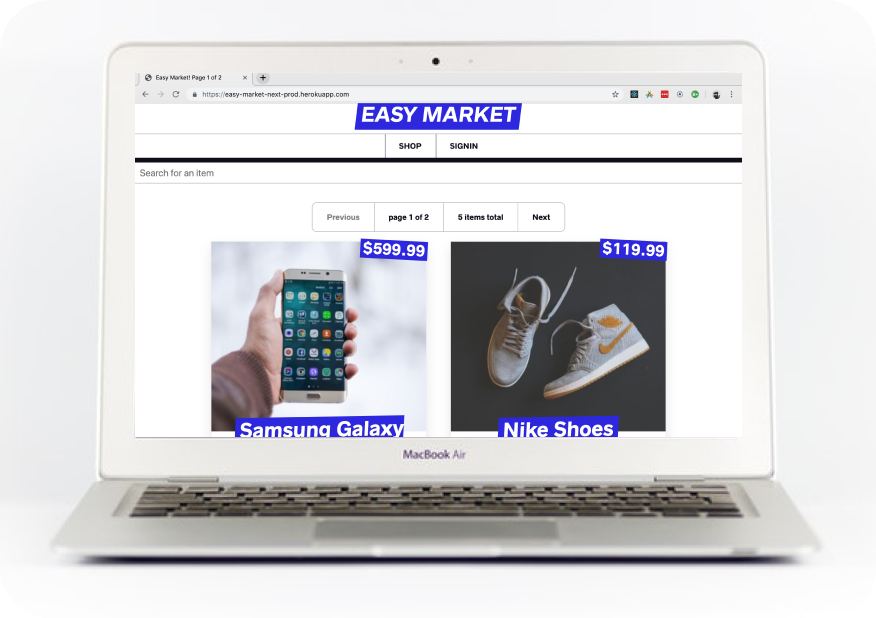 Easy Market! Page 1 of 2
https://easy-market-next-prod.herokuapp.com
EASY MARKET
SHOP SIGNIN
Search for an item
Previous page 1 of 2 5 items total Next
$599.99 $119.99
Samsung Galaxy Nike Shoes
MacBook Air